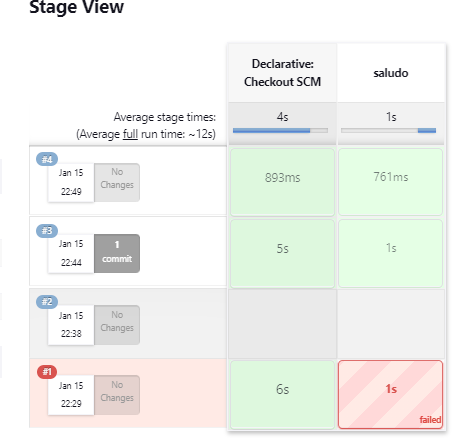 Stage View
Declarative:
Checkout SCM
saludo
Average stage times:
(Average full run time: ~12s)
4s
1s
#4
Jan 15
22:49
No
Changes
893ms
761ms
#3
Jan 15
22:44
1
commit
5s
1s
#2
Jan 15
22:38
No
Changes
#1
Jan 15
22:29
No
Changes
6s
1s
failed